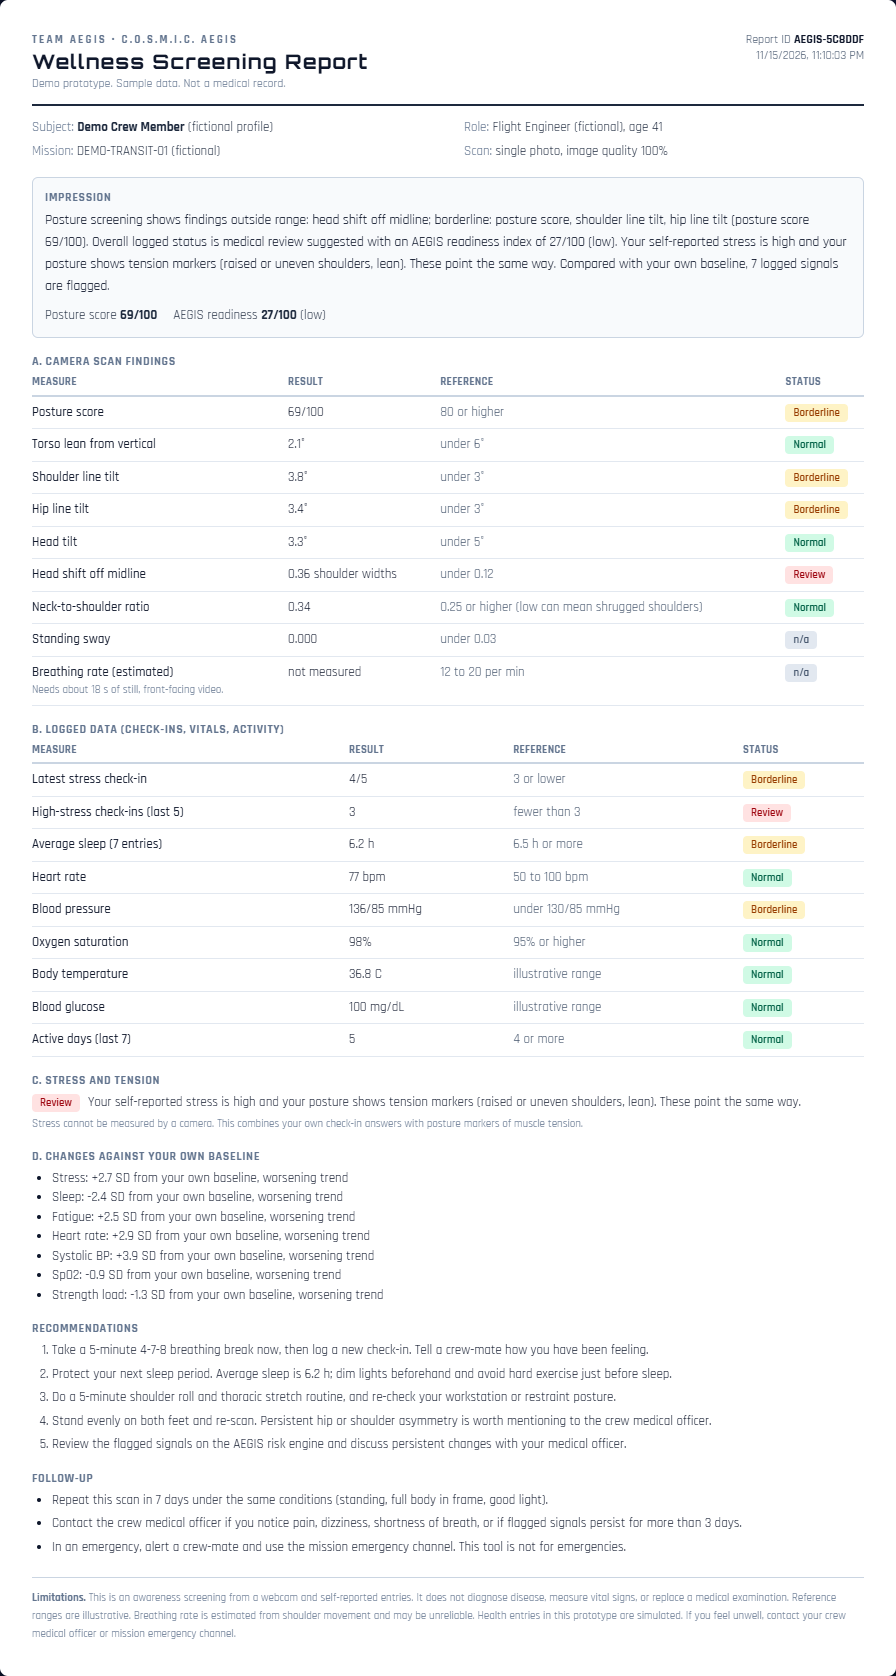 TEAM AEGIS • C.O.S.M.I.C. AEGIS
Wellness Screening Report
Demo prototype. Sample data. Not a medical record.
Report ID AEGIS-5C8DDF
11/15/2026, 11:10:03 PM
Subject: Demo Crew Member (fictional profile)
Role: Flight Engineer (fictional), age 41
Mission: DEMO-TRANSIT-01 (fictional)
Scan: single photo, image quality 100%
IMPRESSION
Posture screening shows findings outside range: head shift off midline; borderline: posture score, shoulder line tilt, hip line tilt (posture score
69/100). Overall logged status is medical review suggested with an AEGIS readiness index of 27/100 (low). Your self-reported stress is high and your
posture shows tension markers (raised or uneven shoulders, lean). These point the same way. Compared with your own baseline, 7 logged signals
are flagged.
Posture score 69/100 AEGIS readiness 27/100 (low)
A. CAMERA SCAN FINDINGS
MEASURE RESULT REFERENCE STATUS
Posture score 69/100 80 or higher Borderline
Torso lean from vertical 2.1° under 6° Normal
Shoulder line tilt 3.8° under 3° Borderline
Hip line tilt 3.4° under 3° Borderline
Head tilt 3.3° under 5° Normal
Head shift off midline 0.36 shoulder widths under 0.12 Review
Neck-to-shoulder ratio 0.34 0.25 or higher (low can mean shrugged shoulders) Normal
Standing sway 0.000 under 0.03 n/a
Breathing rate (estimated) not measured 12 to 20 per min n/a
Needs about 18 s of still, front-facing video.
B. LOGGED DATA (CHECK-INS, VITALS, ACTIVITY)
MEASURE RESULT REFERENCE STATUS
Latest stress check-in 4/5 3 or lower Borderline
High-stress check-ins (last 5) 3 fewer than 3 Review
Average sleep (7 entries) 6.2 h 6.5 h or more Borderline
Heart rate 77 bpm 50 to 100 bpm Normal
Blood pressure 136/85 mmHg under 130/85 mmHg Borderline
Oxygen saturation 98% 95% or higher Normal
Body temperature 36.8 C illustrative range Normal
Blood glucose 100 mg/dL illustrative range Normal
Active days (last 7) 5 4 or more Normal
C. STRESS AND TENSION
Review Your self-reported stress is high and your posture shows tension markers (raised or uneven shoulders, lean). These point the same way.
Stress cannot be measured by a camera. This combines your own check-in answers with posture markers of muscle tension.
D. CHANGES AGAINST YOUR OWN BASELINE
• Stress: +2.7 SD from your own baseline, worsening trend
• Sleep: -2.4 SD from your own baseline, worsening trend
• Fatigue: +2.5 SD from your own baseline, worsening trend
• Heart rate: +2.9 SD from your own baseline, worsening trend
• Systolic BP: +3.9 SD from your own baseline, worsening trend
• SpO2: -0.9 SD from your own baseline, worsening trend
• Strength load: -1.3 SD from your own baseline, worsening trend
RECOMMENDATIONS
1. Take a 5-minute 4-7-8 breathing break now, then log a new check-in. Tell a crew-mate how you have been feeling.
2. Protect your next sleep period. Average sleep is 6.2 h; dim lights beforehand and avoid hard exercise just before sleep.
3. Do a 5-minute shoulder roll and thoracic stretch routine, and re-check your workstation or restraint posture.
4. Stand evenly on both feet and re-scan. Persistent hip or shoulder asymmetry is worth mentioning to the crew medical officer.
5. Review the flagged signals on the AEGIS risk engine and discuss persistent changes with your medical officer.
FOLLOW-UP
• Repeat this scan in 7 days under the same conditions (standing, full body in frame, good light).
• Contact the crew medical officer if you notice pain, dizziness, shortness of breath, or if flagged signals persist for more than 3 days.
• In an emergency, alert a crew-mate and use the mission emergency channel. This tool is not for emergencies.
Limitations. This is an awareness screening from a webcam and self-reported entries. It does not diagnose disease, measure vital signs, or replace a medical examination. Reference
ranges are illustrative. Breathing rate is estimated from shoulder movement and may be unreliable. Health entries in this prototype are simulated. If you feel unwell, contact your crew
medical officer or mission emergency channel.